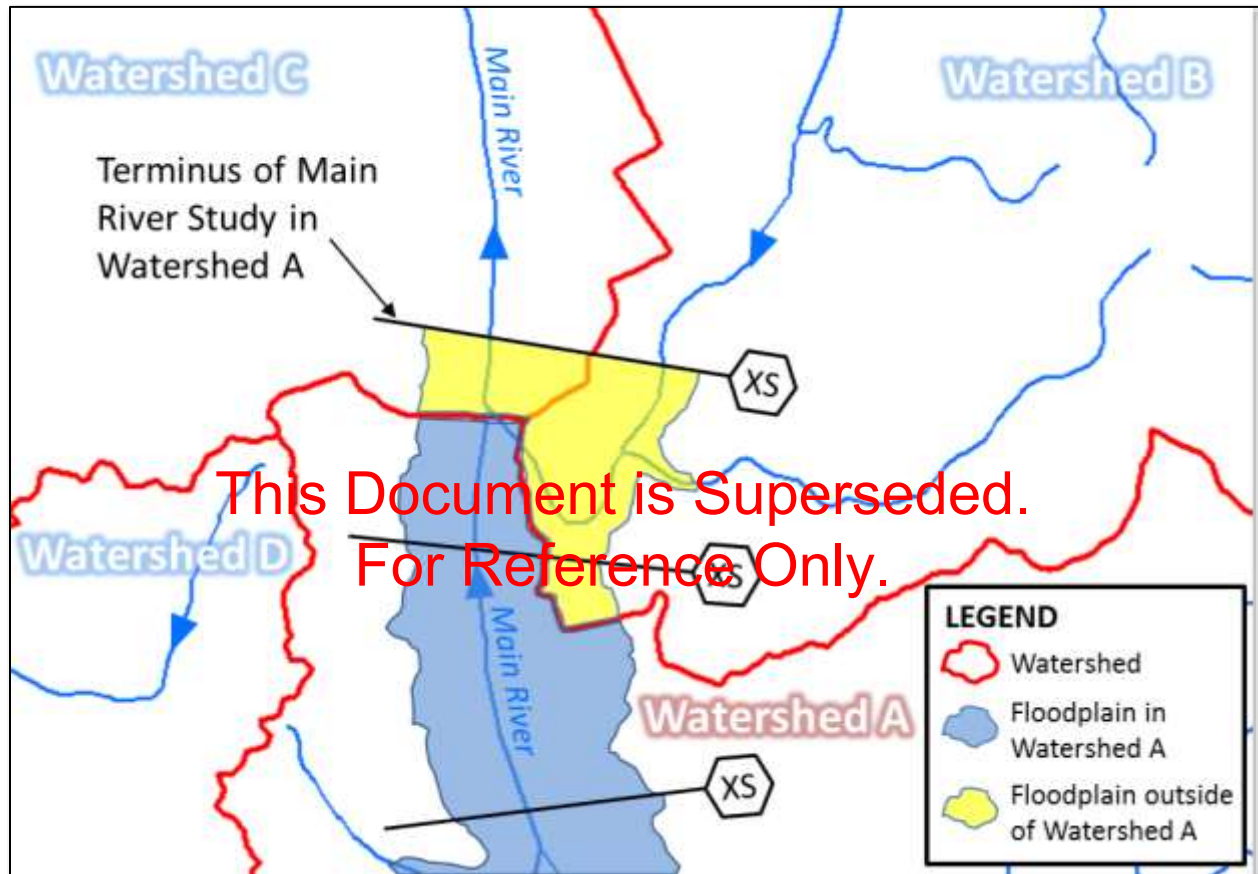 Watershed C
Main River
Watershed B
Terminus of Main
River Study in
Watershed A
XS
This Document is Superseded.
Watershed D
For Reference Only.
XS
Main River
Watershed A
XS
LEGEND
Watershed
Floodplain in
Watershed A
Floodplain outside
of Watershed A